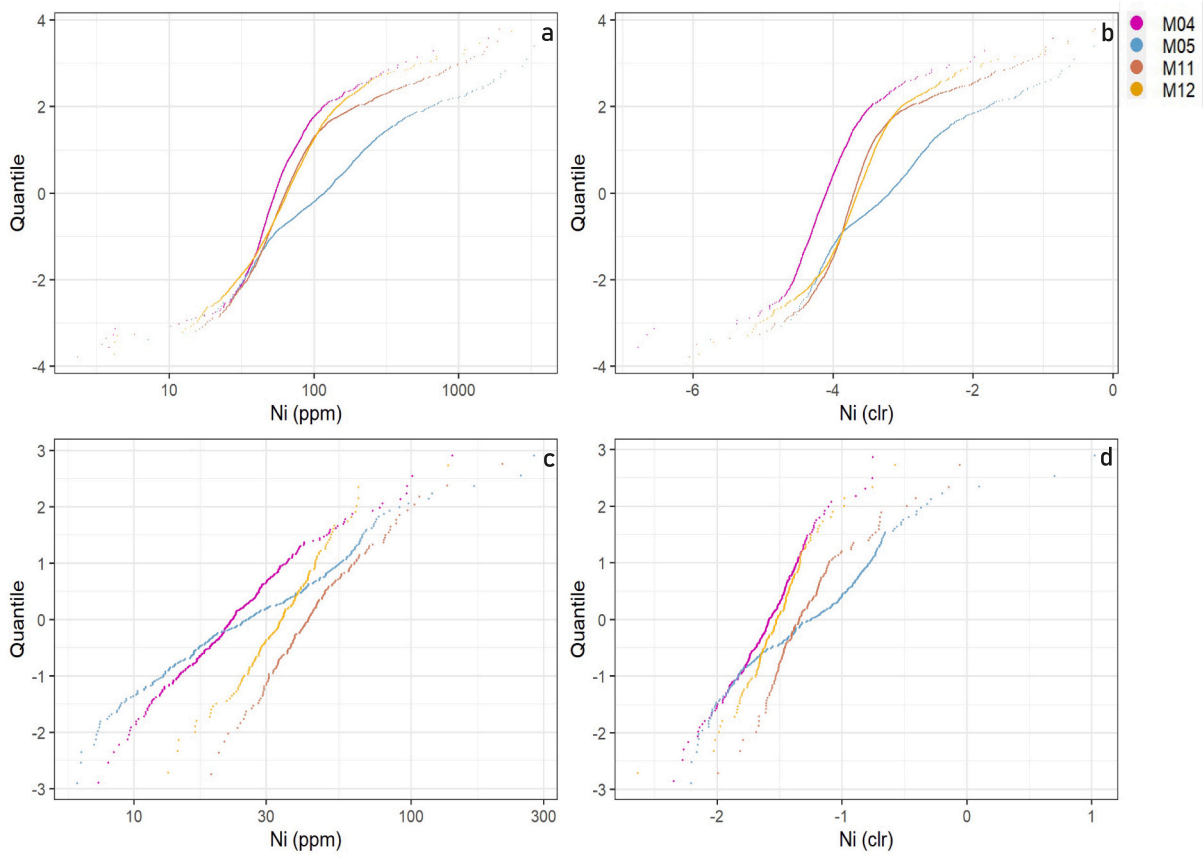 a
4
2
0
-2
-4
Quantile
10 100 1000
Ni (ppm)
b
4
2
0
-2
-4
Quantile
-6 -4 -2 0
Ni (clr)
M04
M05
M11
M12
c
3
2
1
0
-1
-2
-3
Quantile
10 30 100 300
Ni (ppm)
d
3
2
1
0
-1
-2
-3
Quantile
-2 -1 0 1
Ni (clr)